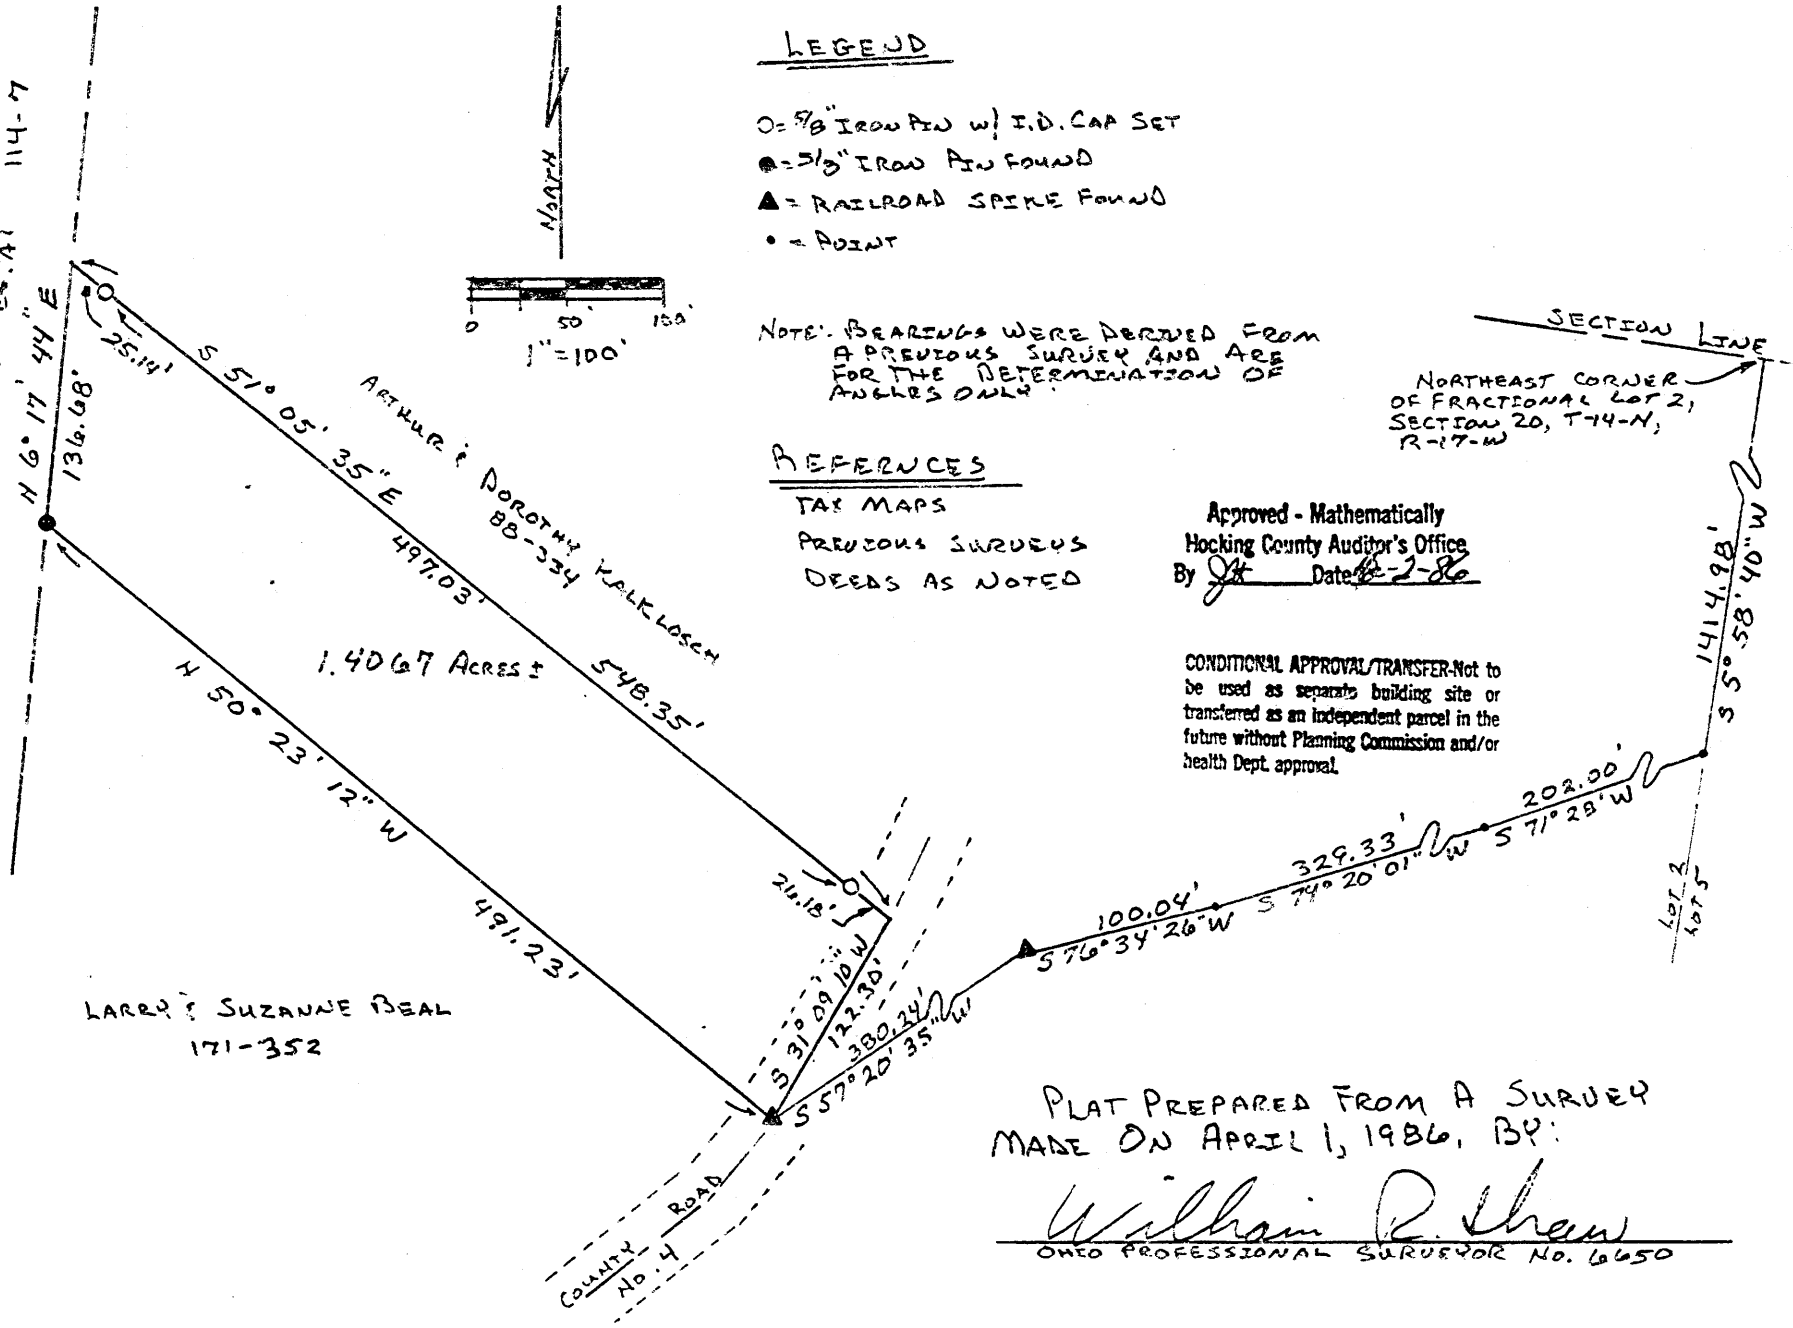 LEGEND
O= 5/8" IRON PIN W/ I.D. CAP SET
●= 5/8" IRON PIN FOUND
▲= RAILROAD SPIKE FOUND
• = POINT
NORTH
0 50' 100'
1"=100'
NOTE: BEARINGS WERE DERIVED FROM
A PREVIOUS SURVEY AND ARE
FOR THE DETERMINATION OF
ANGLES ONLY.
REFERNCES
TAX MAPS
PREVIOUS SURVEYS
DEEDS AS NOTED
SECTION LINE
NORTHEAST CORNER
OF FRACTIONAL LOT 2,
SECTION 20, T-14-N,
R-17-W
Approved - Mathematically
Hocking County Auditor's Office
By Date
CONDITIONAL APPROVAL/TRANSFER-Not to
be used as separate building site or
transferred as an independent parcel in the
future without Planning Commission and/or
health Dept. approval.
114-7
N 6° 17' 44" E
136.68'
25.14'
S 51° 05' 35" E
497.03'
548.35'
ARTHUR & DOROTHY KALKLOSCH
88-334
1.4067 ACRES ±
N 50° 23' 12" W
491.23'
26.18'
S 31° 09' 10" W
122.30'
380.24'
S 57° 20' 35" W
100.04'
S 76° 34' 26" W
329.33'
S 74° 20' 01" W
202.00'
S 71° 28' W
1414.98'
S 5° 58' 40" W
LOT 2
LOT 5
LARRY & SUZANNE BEAL
171-352
COUNTY ROAD
NO. 4
PLAT PREPARED FROM A SURVEY
MADE ON APRIL 1, 1986, BY:
William R. Shaw
OHIO PROFESSIONAL SURVEYOR NO. 6650